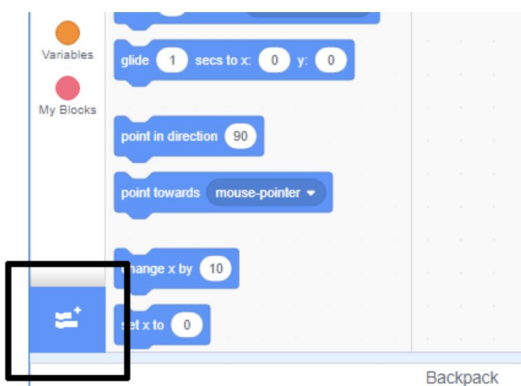 Variables
glide 1 secs to x: 0 y: 0
My Blocks
point in direction 90
point towards mouse-pointer
change x by 10
set x to 0
Backpack